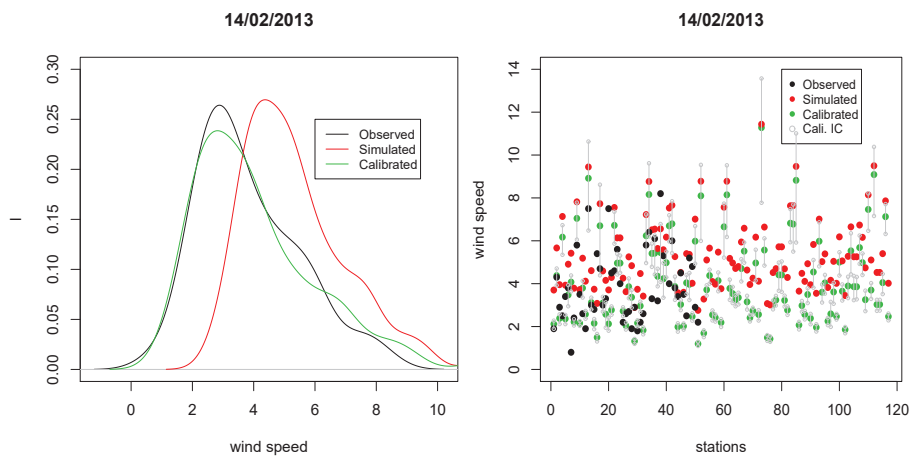 14/02/2013
0.30
0.25
0.20
0.15
0.10
0.05
0.00
l
Observed
Simulated
Calibrated
0 2 4 6 8 10
wind speed
14/02/2013
14
12
10
8
6
4
2
0
wind speed
Observed
Simulated
Calibrated
Cali. IC
0 20 40 60 80 100 120
stations